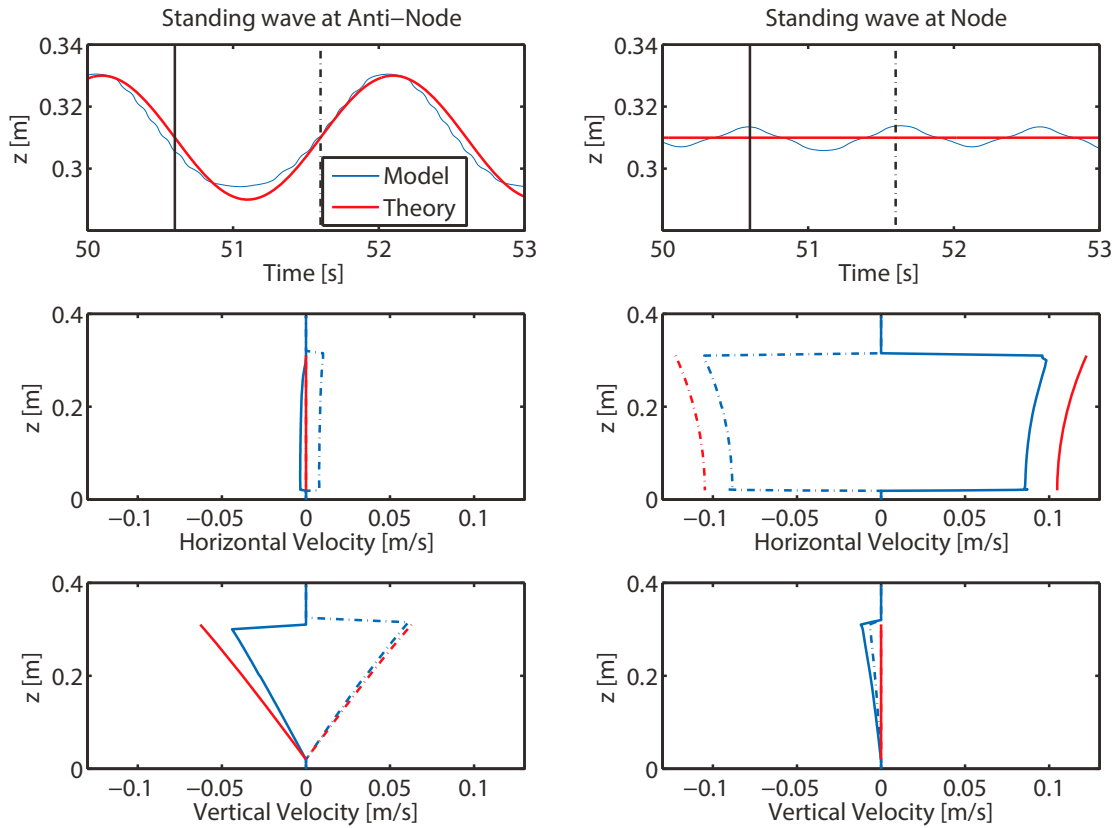 Standing wave at Anti−Node
0.34
0.32
0.3
z [m]
50
51
52
53
Time [s]
Model
Theory
Standing wave at Node
0.34
0.32
0.3
z [m]
50
51
52
53
Time [s]
0.4
0.2
0
z [m]
−0.1
−0.05
0
0.05
0.1
Horizontal Velocity [m/s]
0.4
0.2
0
z [m]
−0.1
−0.05
0
0.05
0.1
Horizontal Velocity [m/s]
0.4
0.2
0
z [m]
−0.1
−0.05
0
0.05
0.1
Vertical Velocity [m/s]
0.4
0.2
0
z [m]
−0.1
−0.05
0
0.05
0.1
Vertical Velocity [m/s]